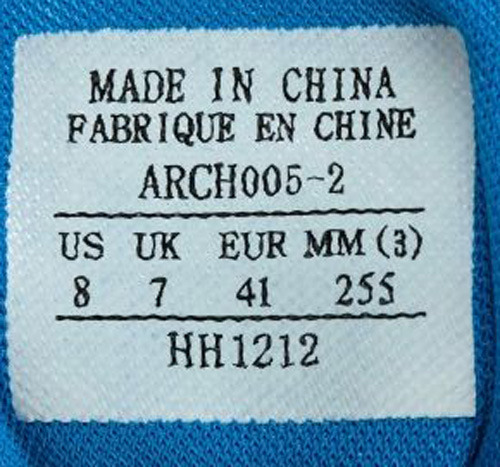 MADE IN CHINA
FABRIQUE EN CHINE
ARCH005-2
US UK EUR MM (3)
8 7 41 255
HH1212